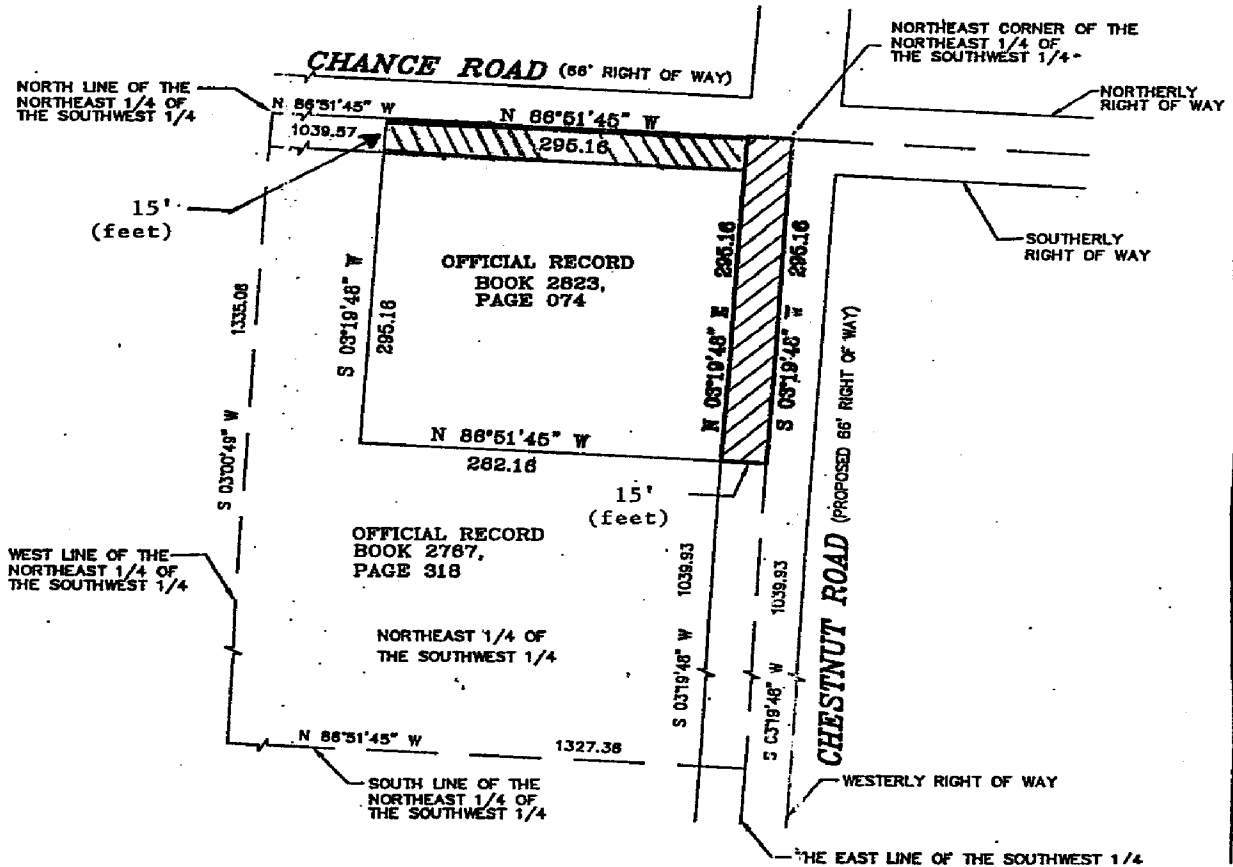 CHANCE ROAD (66' RIGHT OF WAY)
NORTHEAST CORNER OF THE
NORTHEAST 1/4 OF
THE SOUTHWEST 1/4
NORTH LINE OF THE
NORTHEAST 1/4 OF
THE SOUTHWEST 1/4
NORTHERLY
RIGHT OF WAY
N 86°51'45" W
1039.57
N 86°51'45" W
295.16
15'
(feet)
SOUTHERLY
RIGHT OF WAY
OFFICIAL RECORD
BOOK 2823,
PAGE 074
S 03°19'48" W
295.16
N 03°19'48" E
295.16
S 03°19'48" W
295.16
1335.08
S 03°00'49" W
N 86°51'45" W
262.16
15'
(feet)
CHESTNUT ROAD (PROPOSED 66' RIGHT OF WAY)
OFFICIAL RECORD
BOOK 2767,
PAGE 318
WEST LINE OF THE
NORTHEAST 1/4 OF
THE SOUTHWEST 1/4
NORTHEAST 1/4 OF
THE SOUTHWEST 1/4
S 03°19'48" W
1039.93
S 03°19'48" W
1039.93
N 86°51'45" W
1327.38
SOUTH LINE OF THE
NORTHEAST 1/4 OF
THE SOUTHWEST 1/4
WESTERLY RIGHT OF WAY
THE EAST LINE OF THE SOUTHWEST 1/4